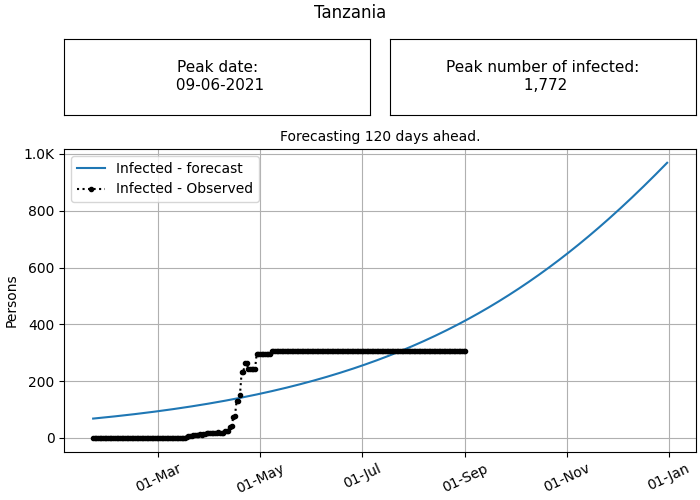 Tanzania
Peak date:
09-06-2021
Peak number of infected:
1,772
Forecasting 120 days ahead.
Infected - forecast
Infected - Observed
Persons
1.0K
800
600
400
200
0
01-Mar
01-May
01-Jul
01-Sep
01-Nov
01-Jan